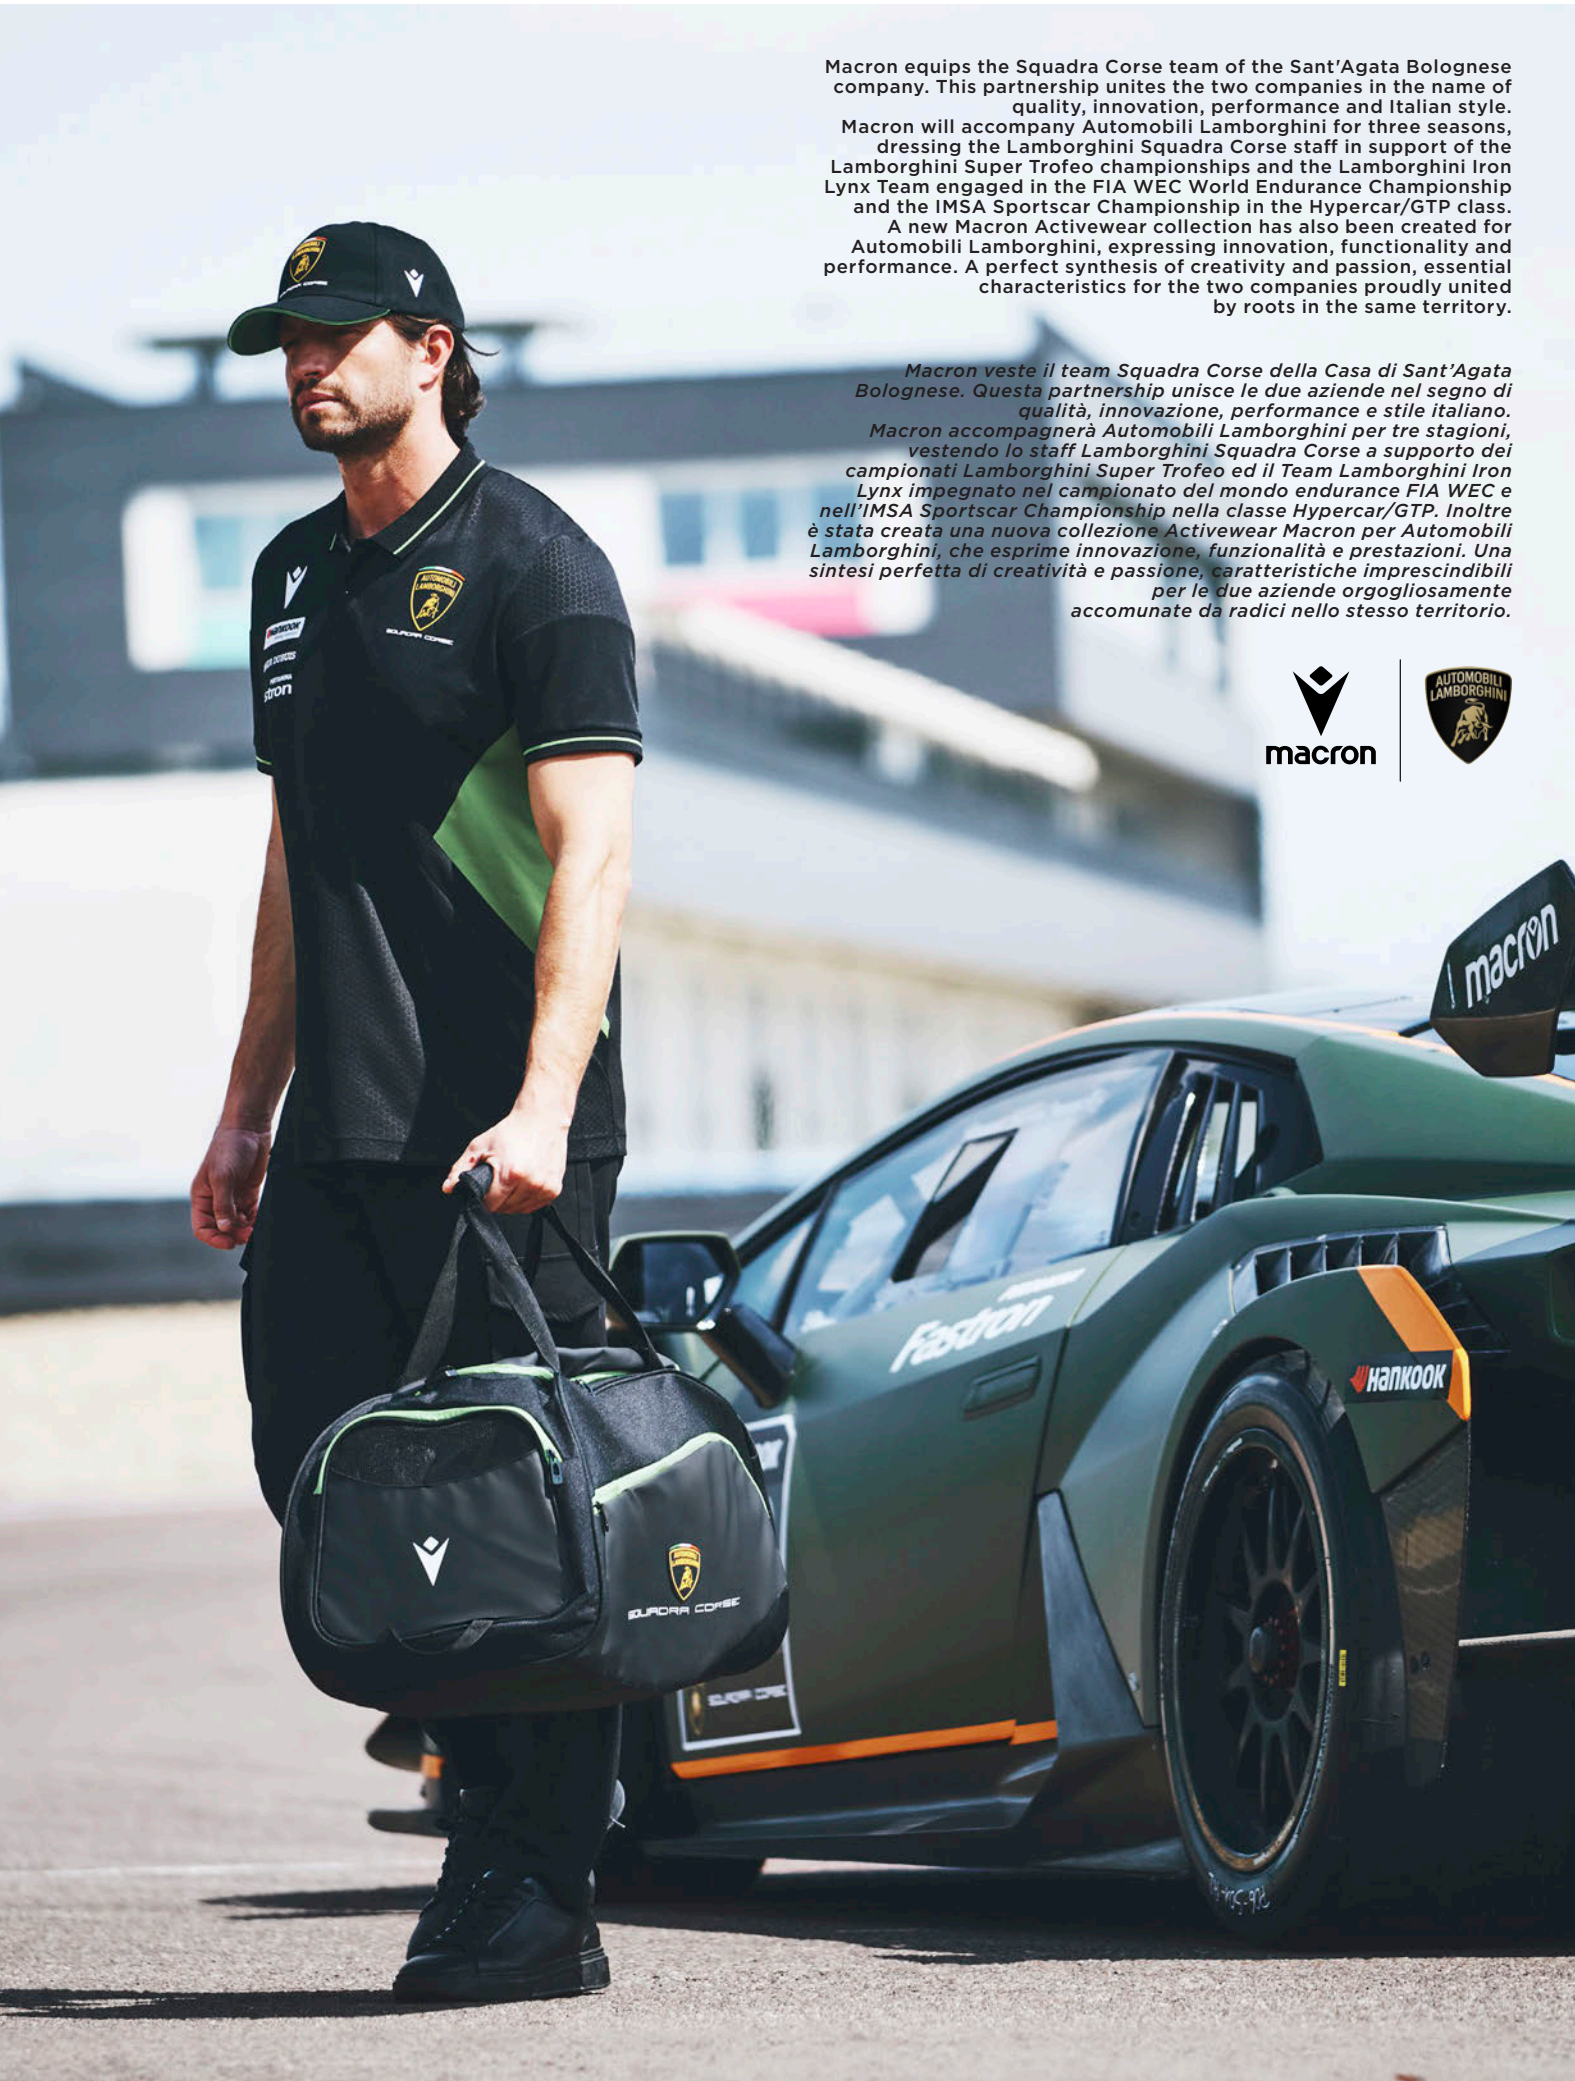 Macron equips the Squadra Corse team of the Sant'Agata Bolognese
company. This partnership unites the two companies in the name of
quality, innovation, performance and Italian style.
Macron will accompany Automobili Lamborghini for three seasons,
dressing the Lamborghini Squadra Corse staff in support of the
Lamborghini Super Trofeo championships and the Lamborghini Iron
Lynx Team engaged in the FIA WEC World Endurance Championship
and the IMSA Sportscar Championship in the Hypercar/GTP class.
A new Macron Activewear collection has also been created for
Automobili Lamborghini, expressing innovation, functionality and
performance. A perfect synthesis of creativity and passion, essential
characteristics for the two companies proudly united
by roots in the same territory.
Macron veste il team Squadra Corse della Casa di Sant’Agata
Bolognese. Questa partnership unisce le due aziende nel segno di
qualità, innovazione, performance e stile italiano.
Macron accompagnerà Automobili Lamborghini per tre stagioni,
vestendo lo staff Lamborghini Squadra Corse a supporto dei
campionati Lamborghini Super Trofeo ed il Team Lamborghini Iron
Lynx impegnato nel campionato del mondo endurance FIA WEC e
nell’IMSA Sportscar Championship nella classe Hypercar/GTP. Inoltre
è stata creata una nuova collezione Activewear Macron per Automobili
Lamborghini, che esprime innovazione, funzionalità e prestazioni. Una
sintesi perfetta di creatività e passione, caratteristiche imprescindibili
per le due aziende orgogliosamente
accomunate da radici nello stesso territorio.
macron
AUTOMOBILI
LAMBORGHINI
AUTOMOBILI
LAMBORGHINI
SQUADRA CORSE
HANKOOK
PERTAMINA
stron
macron
Fastron
HANKOOK
AUTOMOBILI
LAMBORGHINI
SQUADRA CORSE